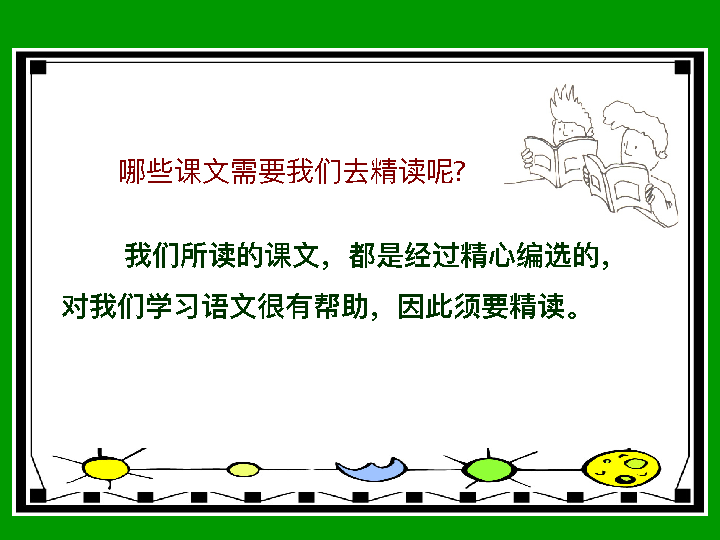 哪些课文需要我们去精读呢?
我们所读的课文，都是经过精心编选的，
对我们学习语文很有帮助，因此须要精读。